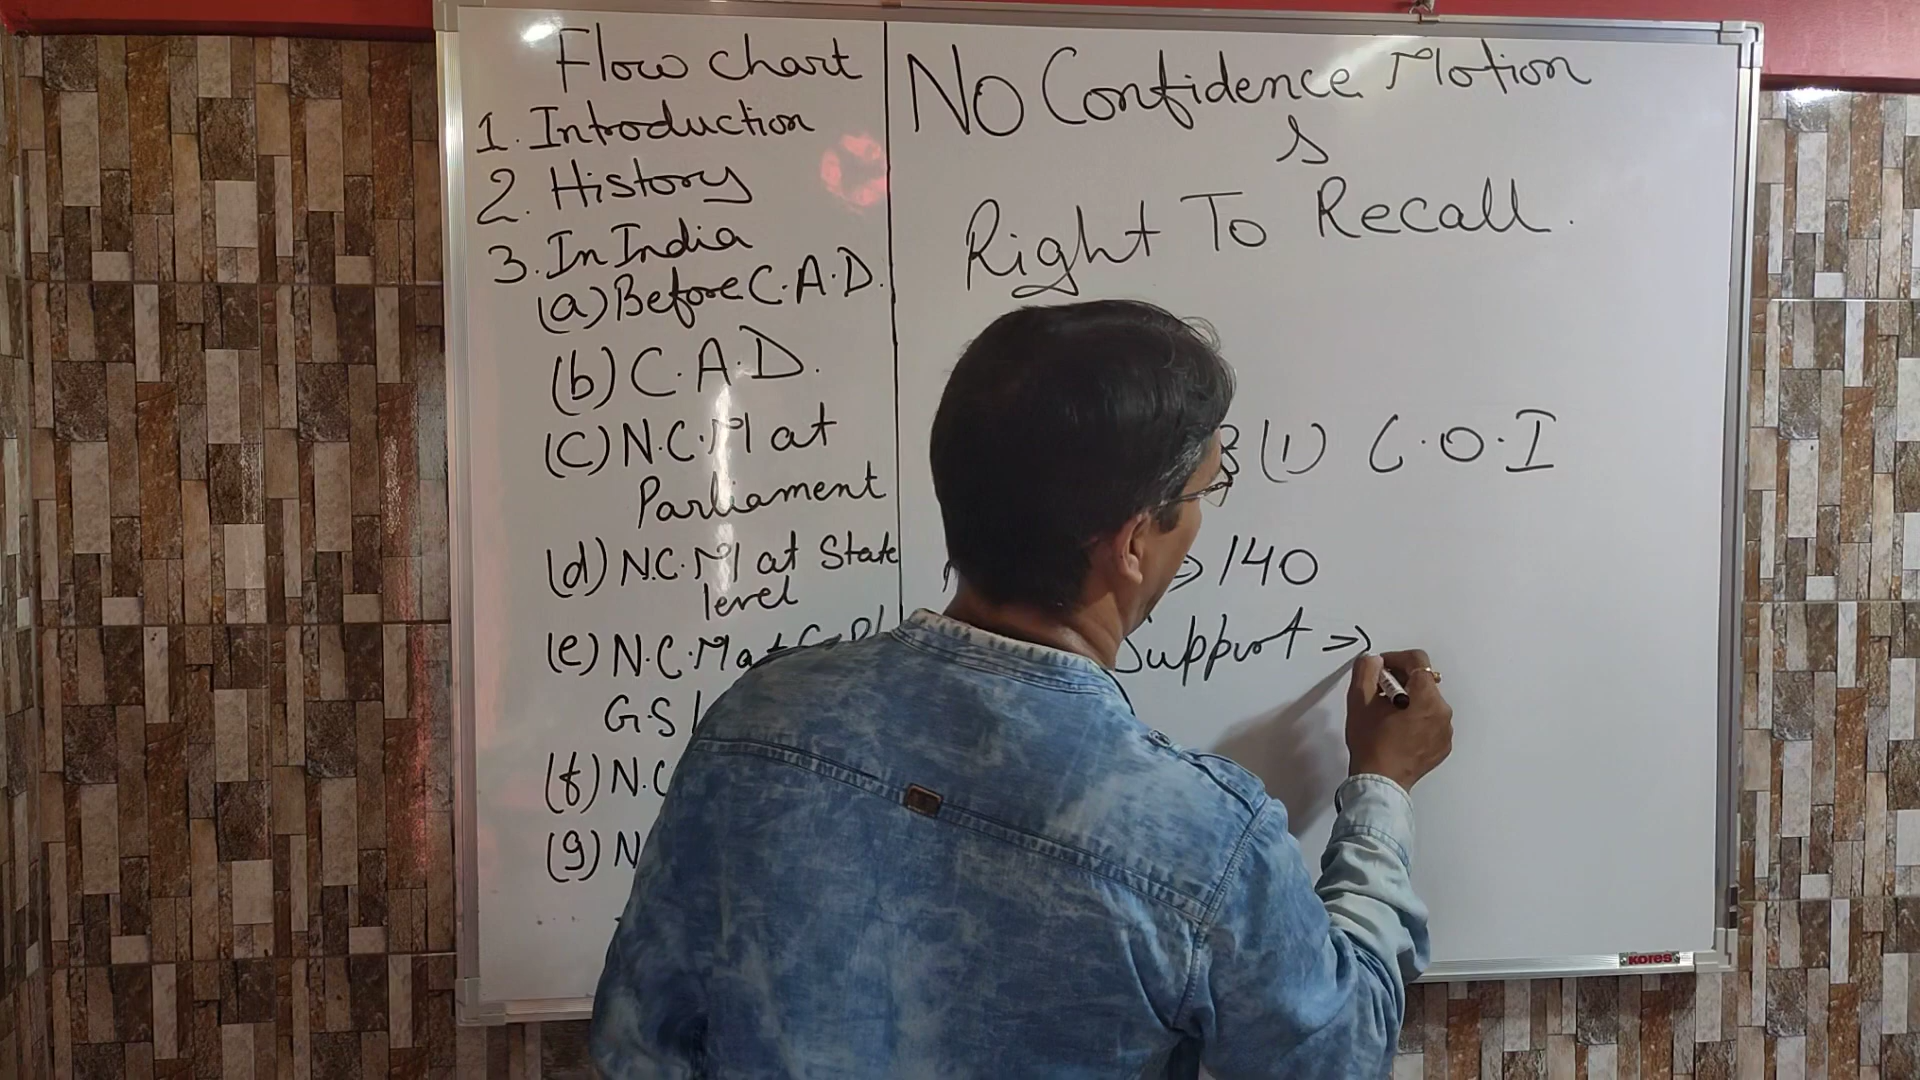 Flow chart
1. Introduction
2. History
3. In India
(a) Before C.A.D.
(b) C.A.D.
(c) N.C.M at
Parliament
(d) N.C.M at State
level
(e) N.C.M at
G.S
(f) N.C
(g) N
No Confidence Motion
&
Right To Recall.
(1) C.O.I
⇒ 140
Support ⇒
KORES